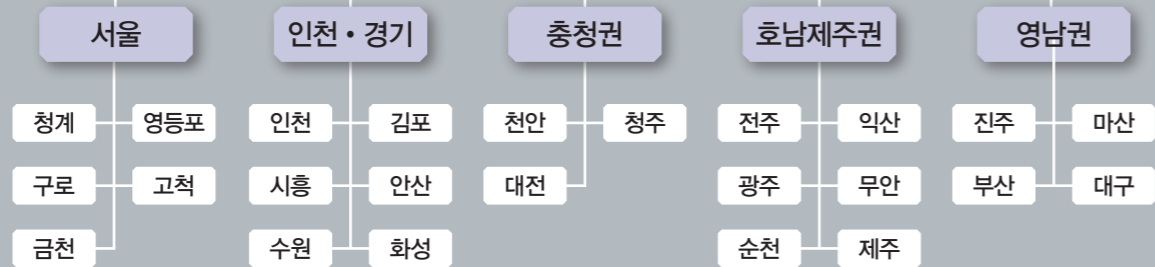 서울
인천 • 경기
충청권
호남제주권
영남권
청계
영등포
인천
김포
천안
청주
전주
익산
진주
마산
구로
고척
시흥
안산
대전
광주
무안
부산
대구
금천
수원
화성
순천
제주